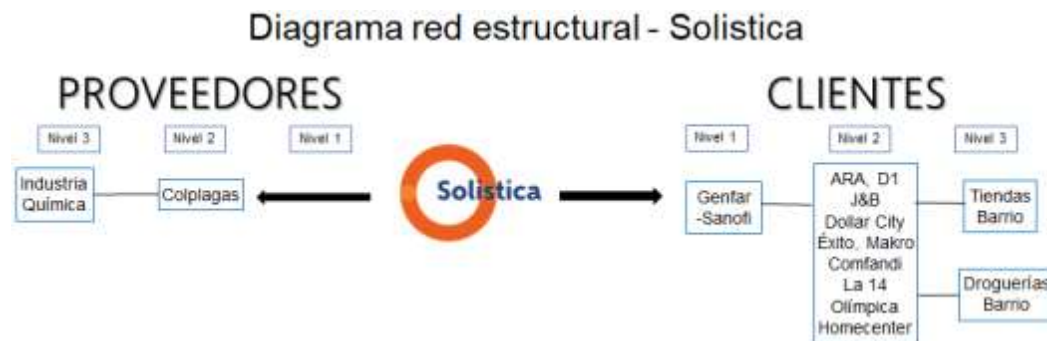 Diagrama red estructural - Solistica
PROVEEDORES
CLIENTES
Nivel 3
Nivel 2
Nivel 1
Nivel 1
Nivel 2
Nivel 3
Industria
Química
Colplagas
Solistica
Genfar
-Sanofi
ARA, D1
J&B
Dollar City
Éxito, Makro
Comfandi
La 14
Olímpica
Homecenter
Tiendas
Barrio
Droguerías
Barrio